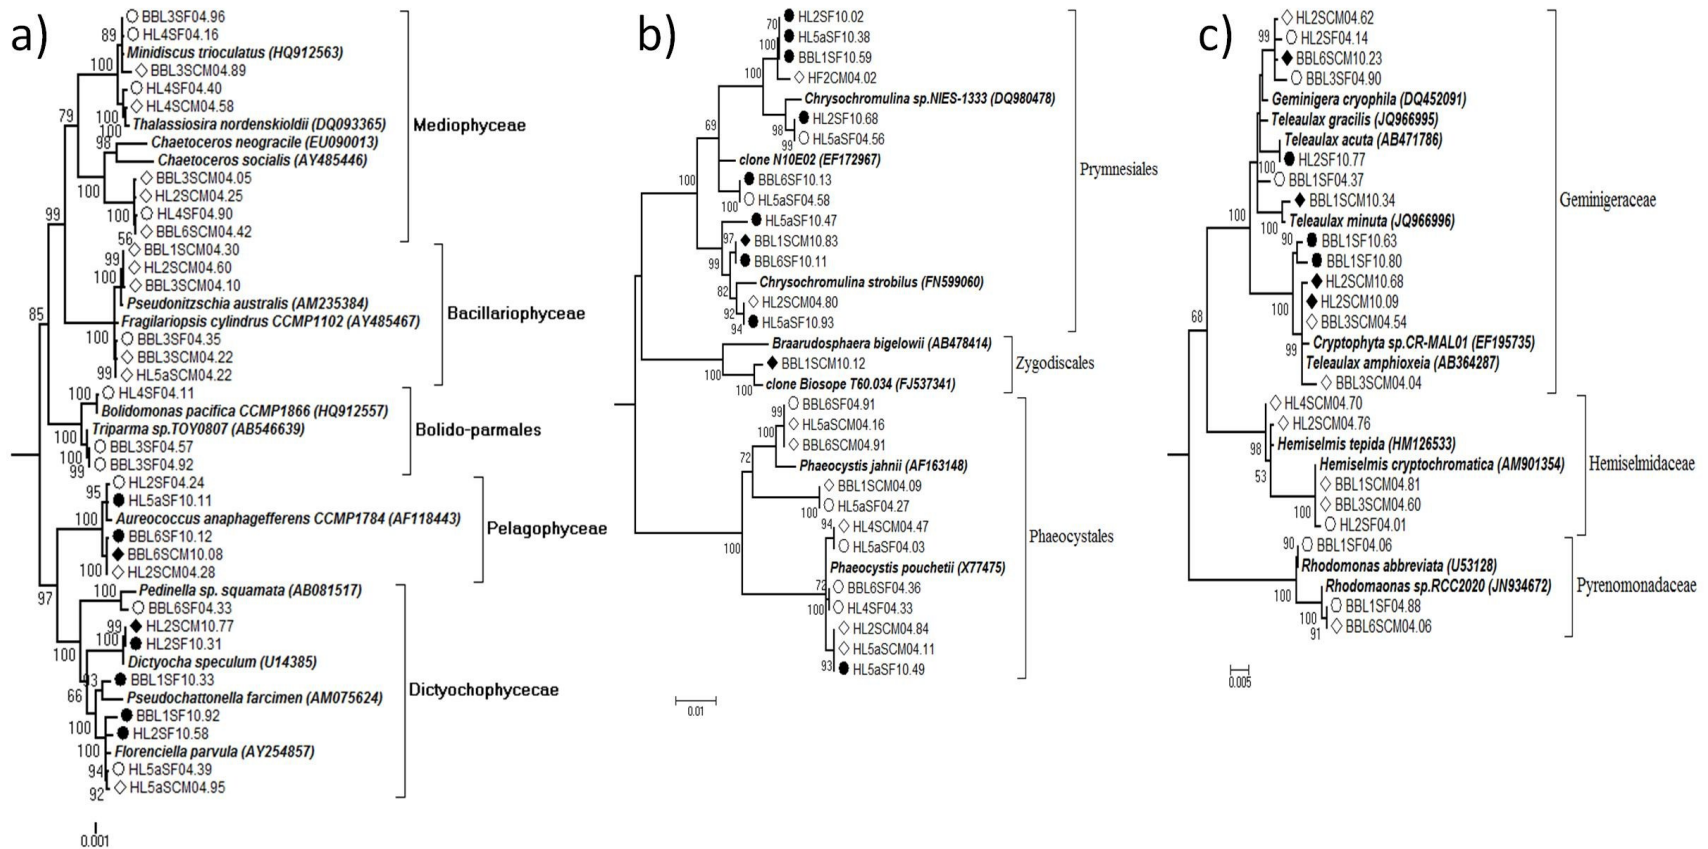 a)
BBL3SF04.96
HL4SF04.16
89
Minidiscus trioculatus (HQ912563)
100
BBL3SCM04.89
HL4SF04.40
HL4SCM04.58
79
100
Thalassiosira nordenskioldii (DQ093365)
100
98
Chaetoceros neogracile (EU090013)
Chaetoceros socialis (AY485446)
BBL3SCM04.05
100
HL2SCM04.25
HL4SF04.90
100
99
BBL6SCM04.42
56
BBL1SCM04.30
99
HL2SCM04.60
100
BBL3SCM04.10
Pseudonitzschia australis (AM235384)
85
Fragilariopsis cylindrus CCMP1102 (AY485467)
BBL3SF04.35
BBL3SCM04.22
99
HL5aSCM04.22
100
HL4SF04.11
Bolidomonas pacifica CCMP1866 (HQ912557)
Triparma sp.TOY0807 (AB546639)
100
BBL3SF04.57
100
BBL3SF04.92
99
HL2SF04.24
95
HL5aSF10.11
100
Aureococcus anaphagefferens CCMP1784 (AF118443)
BBL6SF10.12
BBL6SCM10.08
100
HL2SCM04.28
97
100
Pedinella sp. squamata (AB081517)
BBL6SF04.33
99
HL2SCM10.77
100
HL2SF10.31
100
Dictyocha speculum (U14385)
93
BBL1SF10.33
66
Pseudochattonella farcimen (AM075624)
BBL1SF10.92
100
HL2SF10.58
100
Florenciella parvula (AY254857)
94
HL5aSF04.39
92
HL5aSCM04.95
0.001
Mediophyceae
Bacillariophyceae
Bolido-parmales
Pelagophyceae
Dictyochophycecae
b)
HL2SF10.02
70
HL5aSF10.38
100
BBL1SF10.59
100
HF2CM04.02
Chrysochromulina sp.NIES-1333 (DQ980478)
HL2SF10.68
98
HL5aSF04.56
99
69
clone N10E02 (EF172967)
100
BBL6SF10.13
HL5aSF04.58
100
HL5aSF10.47
97
BBL1SCM10.83
99
BBL6SF10.11
Chrysochromulina strobilus (FN599060)
82
HL2SCM04.80
92
HL5aSF10.93
94
Braarudosphaera bigelowii (AB478414)
BBL1SCM10.12
100
clone Biosope T60.034 (FJ537341)
100
BBL6SF04.91
99
HL5aSCM04.16
100
BBL6SCM04.91
72
Phaeocystis jahnii (AF163148)
BBL1SCM04.09
HL5aSF04.27
100
94
HL4SCM04.47
HL5aSF04.03
100
Phaeocystis pouchetii (X77475)
72
BBL6SF04.36
100
HL4SF04.33
HL2SCM04.84
HL5aSCM04.11
93
HL5aSF10.49
0.01
Prymnesiales
Zygodiscales
Phaeocystales
c)
HL2SCM04.62
99
HL2SF04.14
BBL6SCM10.23
BBL3SF04.90
Geminigera cryophila (DQ452091)
Teleaulax gracilis (JQ966995)
Teleaulax acuta (AB471786)
HL2SF10.77
100
BBL1SF04.37
BBL1SCM10.34
100
Teleaulax minuta (JQ966996)
100
90
BBL1SF10.63
BBL1SF10.80
HL2SCM10.68
HL2SCM10.09
100
BBL3SCM04.54
68
Cryptophyta sp.CR-MAL01 (EF195735)
99
Teleaulax amphioxeia (AB364287)
BBL3SCM04.04
HL4SCM04.70
HL2SCM04.76
98
Hemiselmis tepida (HM126533)
Hemiselmis cryptochromatica (AM901354)
53
BBL1SCM04.81
BBL3SCM04.60
100
HL2SF04.01
90
BBL1SF04.06
Rhodomonas abbreviata (U53128)
Rhodomaonas sp.RCC2020 (JN934672)
100
BBL1SF04.88
100
BBL6SCM04.06
91
0.005
Geminigeraceae
Hemiselmidaceae
Pyrenomonadaceae